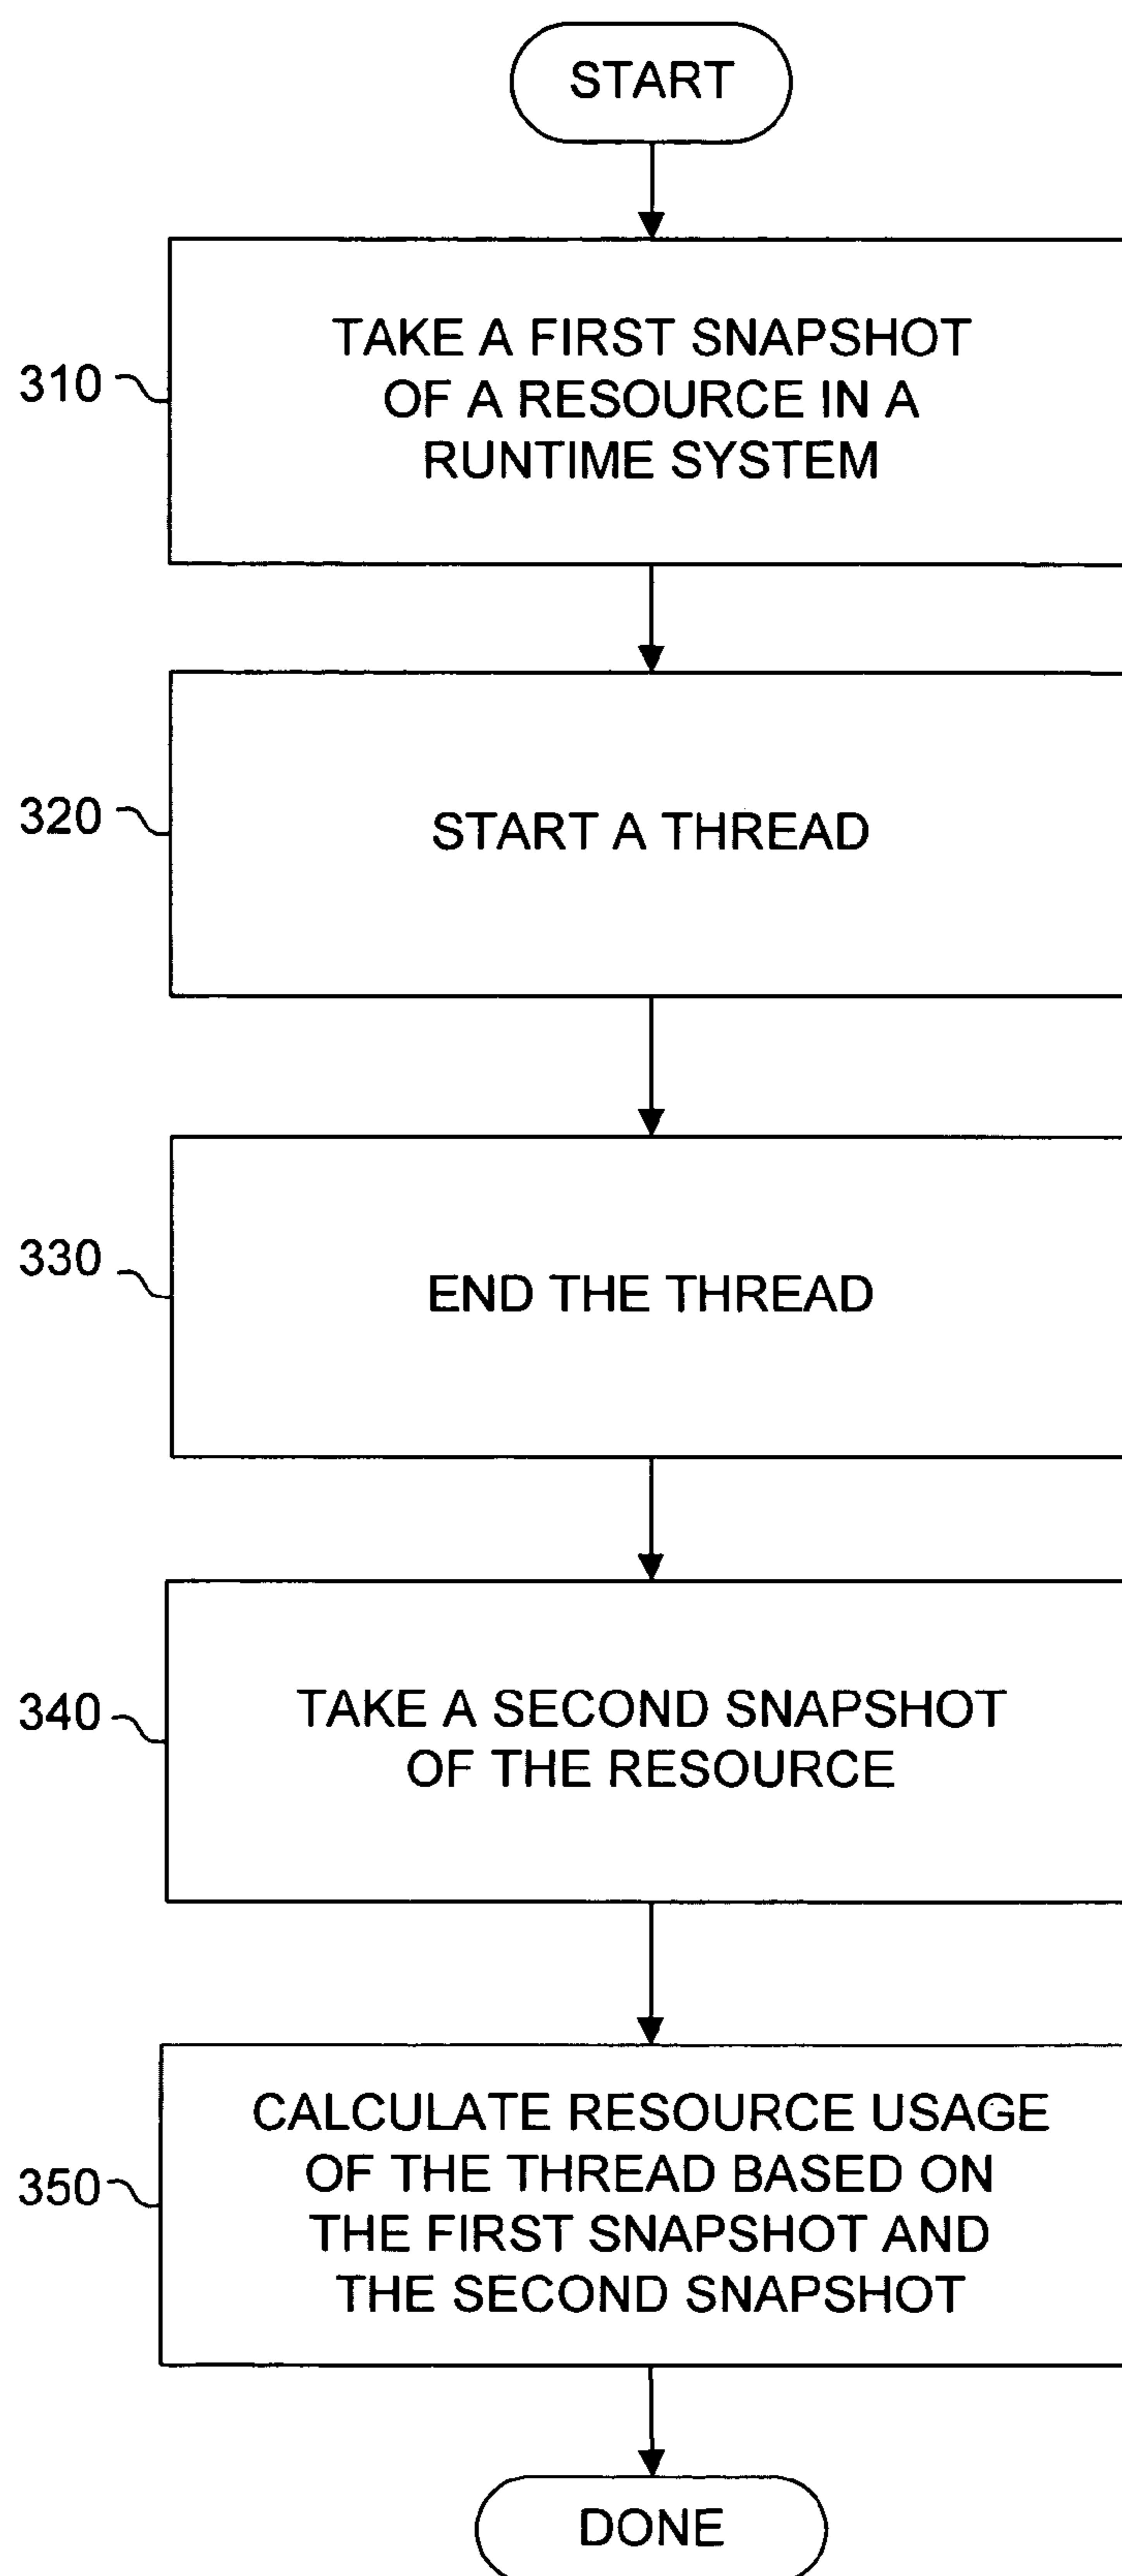 START
310
TAKE A FIRST SNAPSHOT
OF A RESOURCE IN A
RUNTIME SYSTEM
320
START A THREAD
330
END THE THREAD
340
TAKE A SECOND SNAPSHOT
OF THE RESOURCE
350
CALCULATE RESOURCE USAGE
OF THE THREAD BASED ON
THE FIRST SNAPSHOT AND
THE SECOND SNAPSHOT
DONE